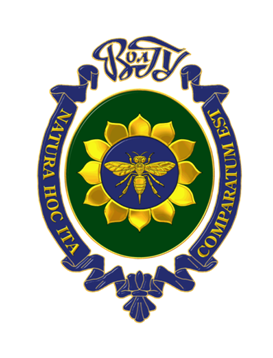 ВолГУ
NATURA HOC ITA
COMPARATUM EST